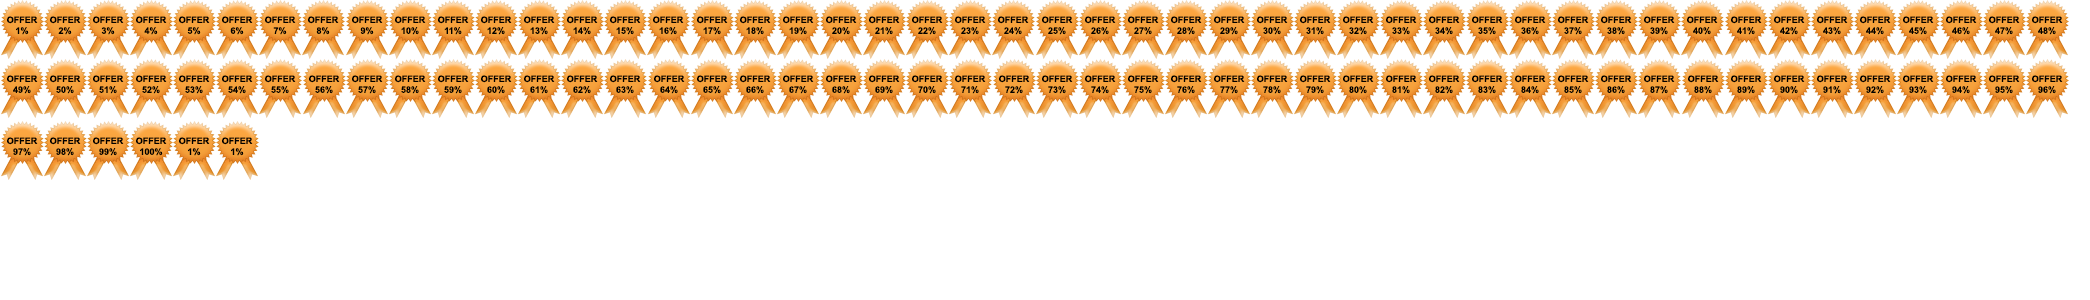 OFFER OFFER OFFER OFFER OFFER OFFER OFFER OFFER OFFER OFFER OFFER OFFER OFFER OFFER OFFER OFFER OFFER OFFER OFFER OFFER OFFER OFFER OFFER OFFER OFFER OFFER OFFER OFFER OFFER OFFER OFFER OFFER OFFER OFFER OFFER OFFER OFFER OFFER OFFER OFFER OFFER OFFER OFFER OFFER OFFER OFFER OFFER OFFER
1% 2% 3% 4% 5% 6% 7% 8% 9% 10% 11% 12% 13% 14% 15% 16% 17% 18% 19% 20% 21% 22% 23% 24% 25% 26% 27% 28% 29% 30% 31% 32% 33% 34% 35% 36% 37% 38% 39% 40% 41% 42% 43% 44% 45% 46% 47% 48%
OFFER OFFER OFFER OFFER OFFER OFFER OFFER OFFER OFFER OFFER OFFER OFFER OFFER OFFER OFFER OFFER OFFER OFFER OFFER OFFER OFFER OFFER OFFER OFFER OFFER OFFER OFFER OFFER OFFER OFFER OFFER OFFER OFFER OFFER OFFER OFFER OFFER OFFER OFFER OFFER OFFER OFFER OFFER OFFER OFFER OFFER OFFER OFFER
49% 50% 51% 52% 53% 54% 55% 56% 57% 58% 59% 60% 61% 62% 63% 64% 65% 66% 67% 68% 69% 70% 71% 72% 73% 74% 75% 76% 77% 78% 79% 80% 81% 82% 83% 84% 85% 86% 87% 88% 89% 90% 91% 92% 93% 94% 95% 96%
OFFER OFFER OFFER OFFER OFFER OFFER
97% 98% 99% 100% 1% 1%